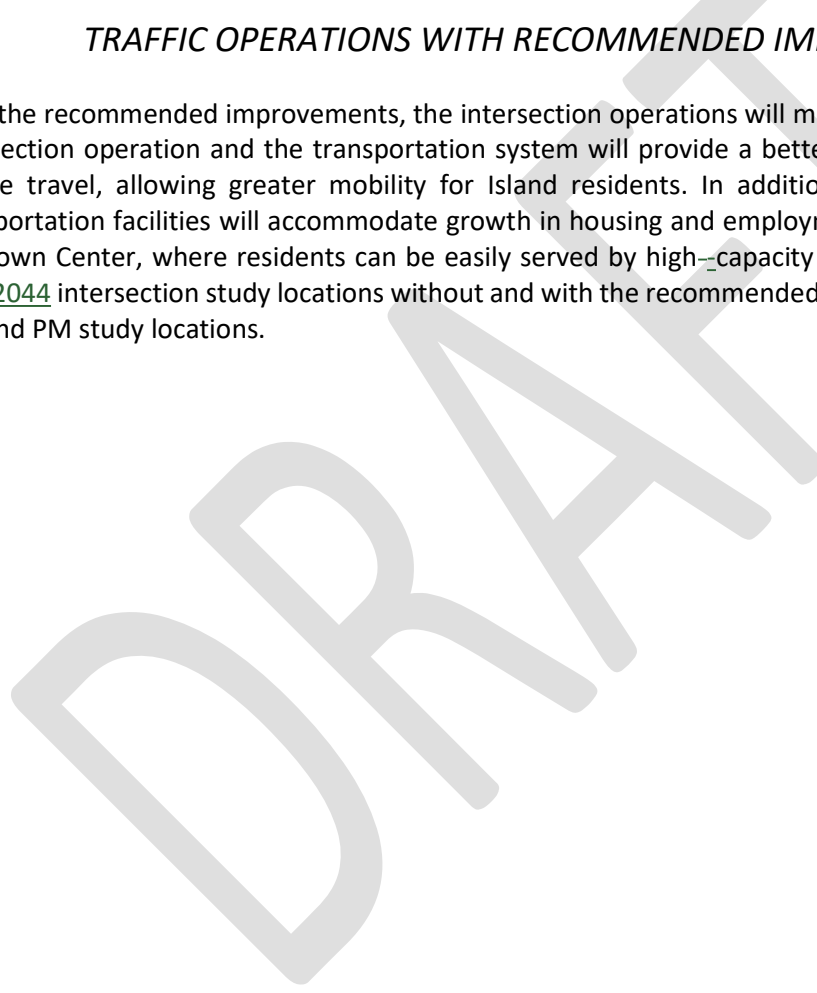 TRAFFIC OPERATIONS WITH RECOMMENDED IM
the recommended improvements, the intersection operations will m
ection operation and the transportation system will provide a bette
e travel, allowing greater mobility for Island residents. In additio
portation facilities will accommodate growth in housing and employm
own Center, where residents can be easily served by high--capacity
2044 intersection study locations without and with the recommended
nd PM study locations.
DRAFT